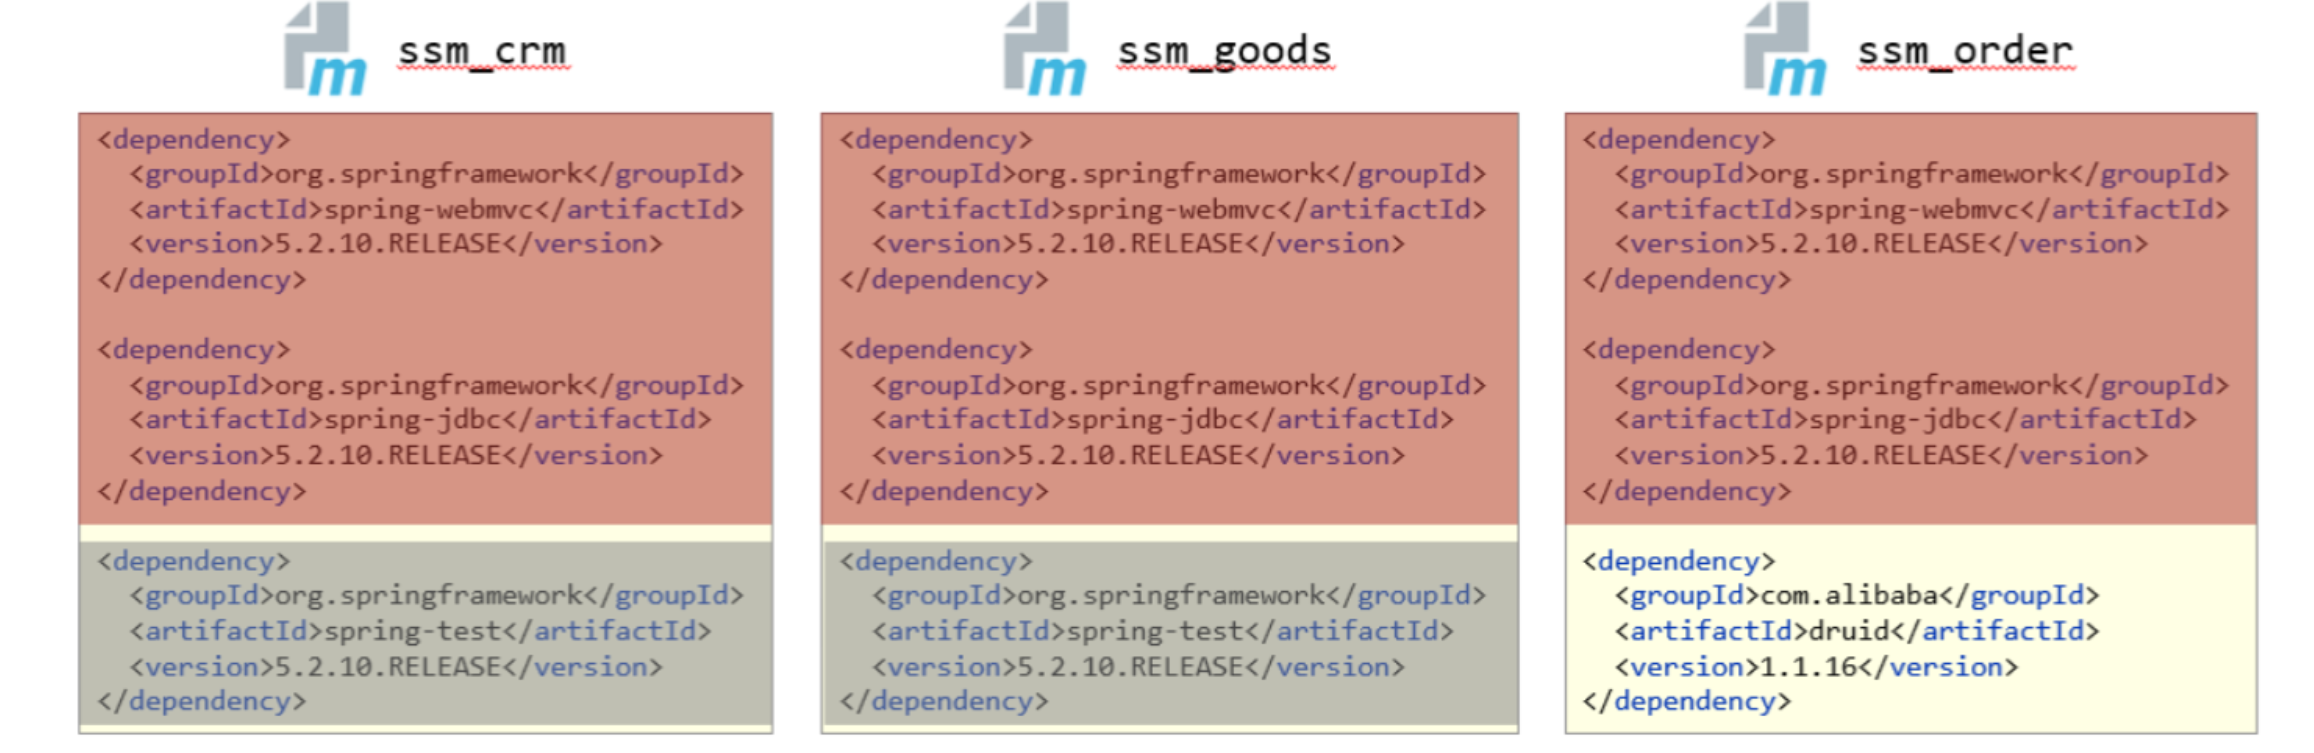 m ssm_crm
<dependency>
<groupId>org.springframework</groupId>
<artifactId>spring-webmvc</artifactId>
<version>5.2.10.RELEASE</version>
</dependency>
<dependency>
<groupId>org.springframework</groupId>
<artifactId>spring-jdbc</artifactId>
<version>5.2.10.RELEASE</version>
</dependency>
<dependency>
<groupId>org.springframework</groupId>
<artifactId>spring-test</artifactId>
<version>5.2.10.RELEASE</version>
</dependency>
m ssm_goods
<dependency>
<groupId>org.springframework</groupId>
<artifactId>spring-webmvc</artifactId>
<version>5.2.10.RELEASE</version>
</dependency>
<dependency>
<groupId>org.springframework</groupId>
<artifactId>spring-jdbc</artifactId>
<version>5.2.10.RELEASE</version>
</dependency>
<dependency>
<groupId>org.springframework</groupId>
<artifactId>spring-test</artifactId>
<version>5.2.10.RELEASE</version>
</dependency>
m ssm_order
<dependency>
<groupId>org.springframework</groupId>
<artifactId>spring-webmvc</artifactId>
<version>5.2.10.RELEASE</version>
</dependency>
<dependency>
<groupId>org.springframework</groupId>
<artifactId>spring-jdbc</artifactId>
<version>5.2.10.RELEASE</version>
</dependency>
<dependency>
<groupId>com.alibaba</groupId>
<artifactId>druid</artifactId>
<version>1.1.16</version>
</dependency>